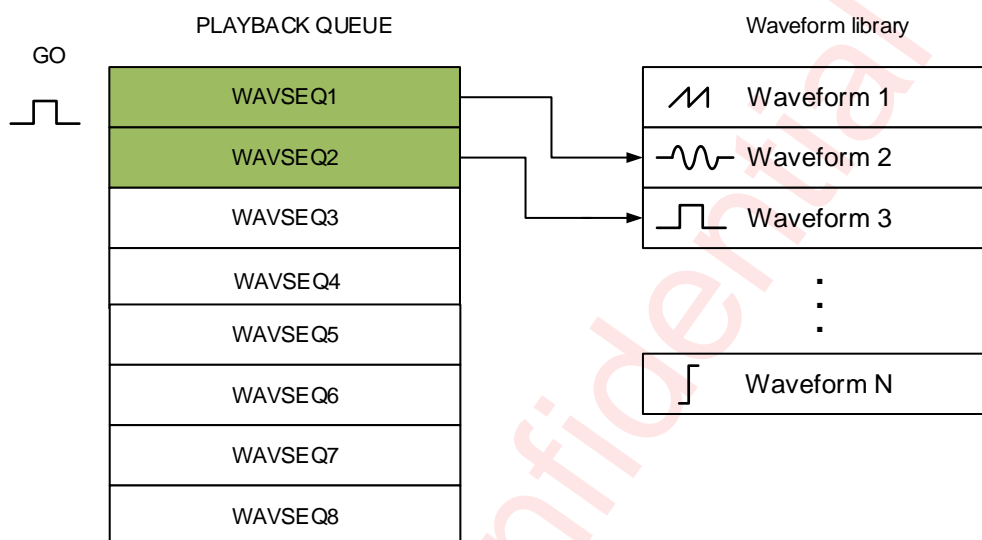 PLAYBACK QUEUE
Waveform library
GO
WAVSEQ1
WAVSEQ2
WAVSEQ3
WAVSEQ4
WAVSEQ5
WAVSEQ6
WAVSEQ7
WAVSEQ8
Waveform 1
Waveform 2
Waveform 3
Waveform N
nfidential